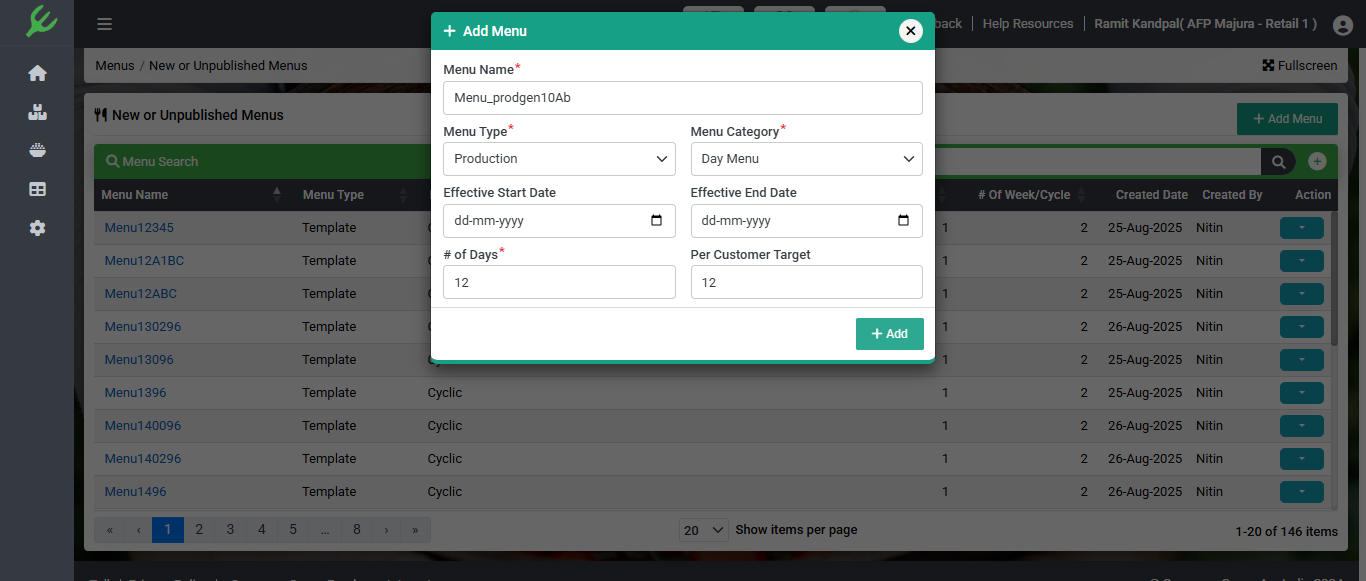 back | Help Resources | Ramit Kandpal( AFP Majura - Retail 1 )
+ Add Menu
Menus / New or Unpublished Menus
Fullscreen
Menu Name*
Menu_prodgen10Ab
New or Unpublished Menus
+ Add Menu
Menu Type*
Menu Category*
Production
Day Menu
Menu Search
Effective Start Date
Effective End Date
Menu Name Menu Type # Of Week/Cycle Created Date Created By Action
dd-mm-yyyy
dd-mm-yyyy
# of Days*
Per Customer Target
12
12
+ Add
Menu12345 Template 1 2 25-Aug-2025 Nitin
Menu12A1BC Template 1 2 25-Aug-2025 Nitin
Menu12ABC Template 1 2 25-Aug-2025 Nitin
Menu130296 Template 1 2 26-Aug-2025 Nitin
Menu13096 Template Cyclic 1 2 25-Aug-2025 Nitin
Menu1396 Template Cyclic 1 2 25-Aug-2025 Nitin
Menu140096 Template Cyclic 1 2 26-Aug-2025 Nitin
Menu140296 Template Cyclic 1 2 26-Aug-2025 Nitin
Menu1496 Template Cyclic 1 2 26-Aug-2025 Nitin
« ‹ 1 2 3 4 5 ... 8 › »
20 Show items per page
1-20 of 146 items